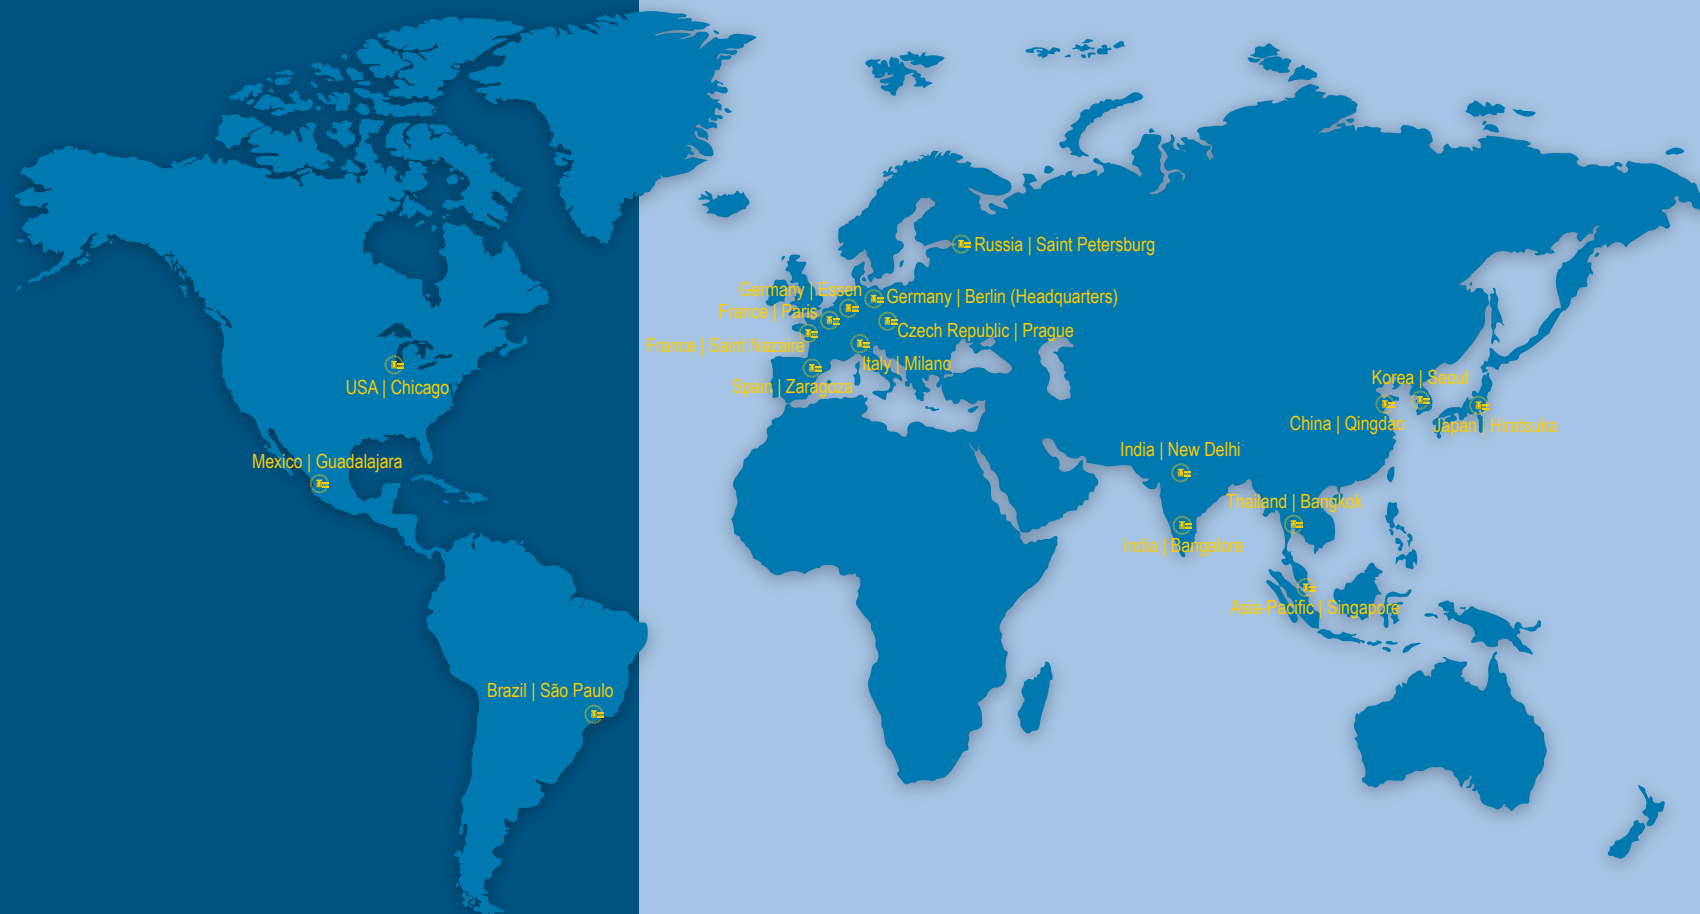 Russia | Saint Petersburg
Germany | Essen
Germany | Berlin (Headquarters)
France | Paris
Czech Republic | Prague
France | Saint Nazaire
Italy | Milano
Spain | Zaragoza
USA | Chicago
Korea | Seoul
China | Qingdao
Japan | Hiratsuka
India | New Delhi
Mexico | Guadalajara
Thailand | Bangkok
India | Bangalore
Asia-Pacific | Singapore
Brazil | São Paulo